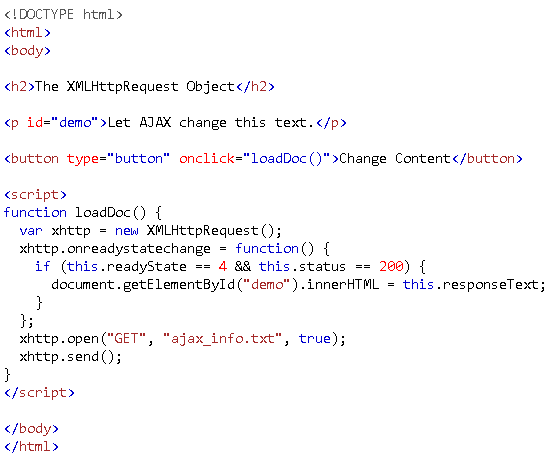 <!DOCTYPE html>
<html>
<body>

<h2>The XMLHttpRequest Object</h2>

<p id="demo">Let AJAX change this text.</p>

<button type="button" onclick="loadDoc()">Change Content</button>

<script>
function loadDoc() {
  var xhttp = new XMLHttpRequest();
  xhttp.onreadystatechange = function() {
    if (this.readyState == 4 && this.status == 200) {
      document.getElementById("demo").innerHTML = this.responseText;
    }
  };
  xhttp.open("GET", "ajax_info.txt", true);
  xhttp.send();
}
</script>

</body>
</html>